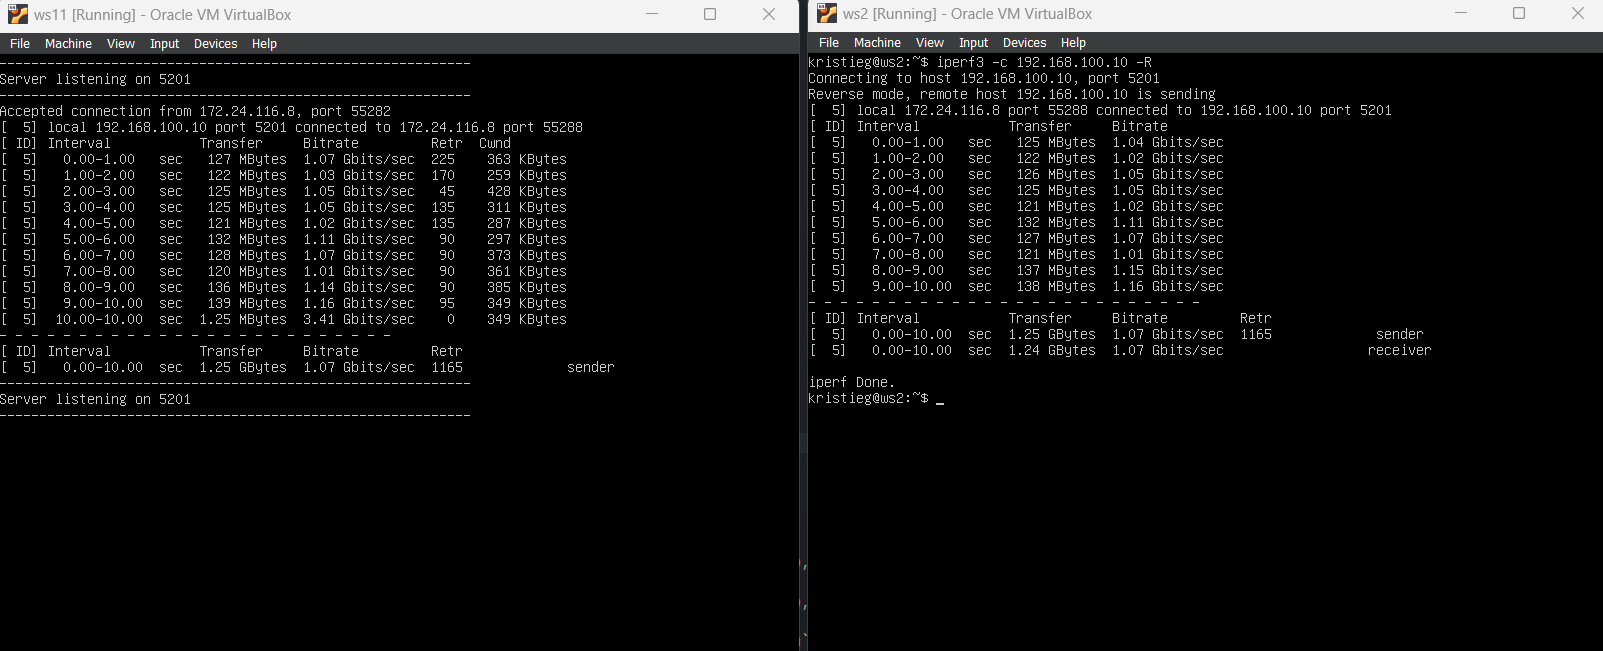 ws11 [Running] - Oracle VM VirtualBox
File Machine View Input Devices Help
-----------------------------------------------------------
Server listening on 5201
-----------------------------------------------------------
Accepted connection from 172.24.116.8, port 55282
[  5] local 192.168.100.10 port 5201 connected to 172.24.116.8 port 55288
[ ID] Interval           Transfer     Bitrate         Retr  Cwnd
[  5]   0.00-1.00   sec   127 MBytes  1.07 Gbits/sec  225    363 KBytes
[  5]   1.00-2.00   sec   122 MBytes  1.03 Gbits/sec  170    259 KBytes
[  5]   2.00-3.00   sec   125 MBytes  1.05 Gbits/sec   45    428 KBytes
[  5]   3.00-4.00   sec   125 MBytes  1.05 Gbits/sec  135    311 KBytes
[  5]   4.00-5.00   sec   121 MBytes  1.02 Gbits/sec  135    287 KBytes
[  5]   5.00-6.00   sec   132 MBytes  1.11 Gbits/sec   90    297 KBytes
[  5]   6.00-7.00   sec   128 MBytes  1.07 Gbits/sec   90    373 KBytes
[  5]   7.00-8.00   sec   120 MBytes  1.01 Gbits/sec   90    361 KBytes
[  5]   8.00-9.00   sec   136 MBytes  1.14 Gbits/sec   90    385 KBytes
[  5]   9.00-10.00  sec   139 MBytes  1.16 Gbits/sec   95    349 KBytes
[  5]  10.00-10.00  sec  1.25 MBytes  3.41 Gbits/sec    0    349 KBytes
- - - - - - - - - - - - - - - - - - - - - - - - -
[ ID] Interval           Transfer     Bitrate         Retr
[  5]   0.00-10.00  sec  1.25 GBytes  1.07 Gbits/sec  1165             sender
-----------------------------------------------------------
Server listening on 5201
-----------------------------------------------------------
ws2 [Running] - Oracle VM VirtualBox
File Machine View Input Devices Help
kristieg@ws2:~$ iperf3 -c 192.168.100.10 -R
Connecting to host 192.168.100.10, port 5201
Reverse mode, remote host 192.168.100.10 is sending
[  5] local 172.24.116.8 port 55288 connected to 192.168.100.10 port 5201
[ ID] Interval           Transfer     Bitrate
[  5]   0.00-1.00   sec   125 MBytes  1.04 Gbits/sec
[  5]   1.00-2.00   sec   122 MBytes  1.02 Gbits/sec
[  5]   2.00-3.00   sec   126 MBytes  1.05 Gbits/sec
[  5]   3.00-4.00   sec   125 MBytes  1.05 Gbits/sec
[  5]   4.00-5.00   sec   121 MBytes  1.02 Gbits/sec
[  5]   5.00-6.00   sec   132 MBytes  1.11 Gbits/sec
[  5]   6.00-7.00   sec   127 MBytes  1.07 Gbits/sec
[  5]   7.00-8.00   sec   121 MBytes  1.01 Gbits/sec
[  5]   8.00-9.00   sec   137 MBytes  1.15 Gbits/sec
[  5]   9.00-10.00  sec   138 MBytes  1.16 Gbits/sec
- - - - - - - - - - - - - - - - - - - - - - - - -
[ ID] Interval           Transfer     Bitrate         Retr
[  5]   0.00-10.00  sec  1.25 GBytes  1.07 Gbits/sec  1165             sender
[  5]   0.00-10.00  sec  1.24 GBytes  1.07 Gbits/sec                  receiver
iperf Done.
kristieg@ws2:~$ _